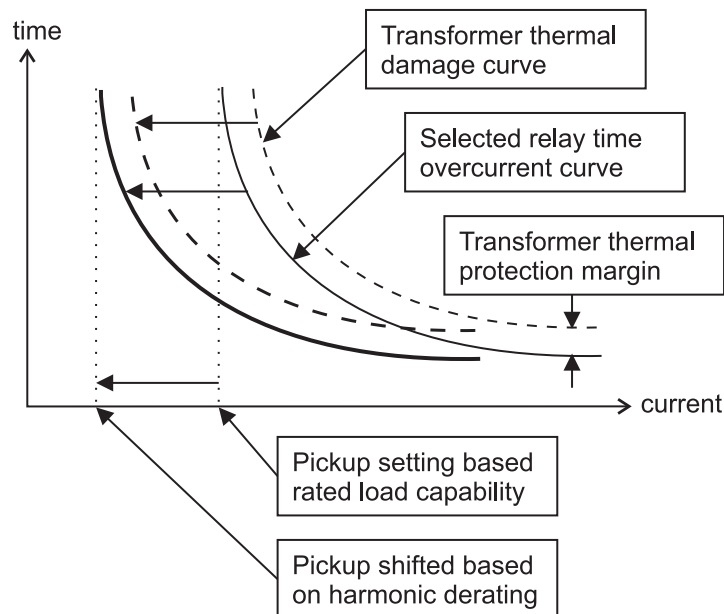 time
Transformer thermal
damage curve
Selected relay time
overcurrent curve
Transformer thermal
protection margin
current
Pickup setting based
rated load capability
Pickup shifted based
on harmonic derating